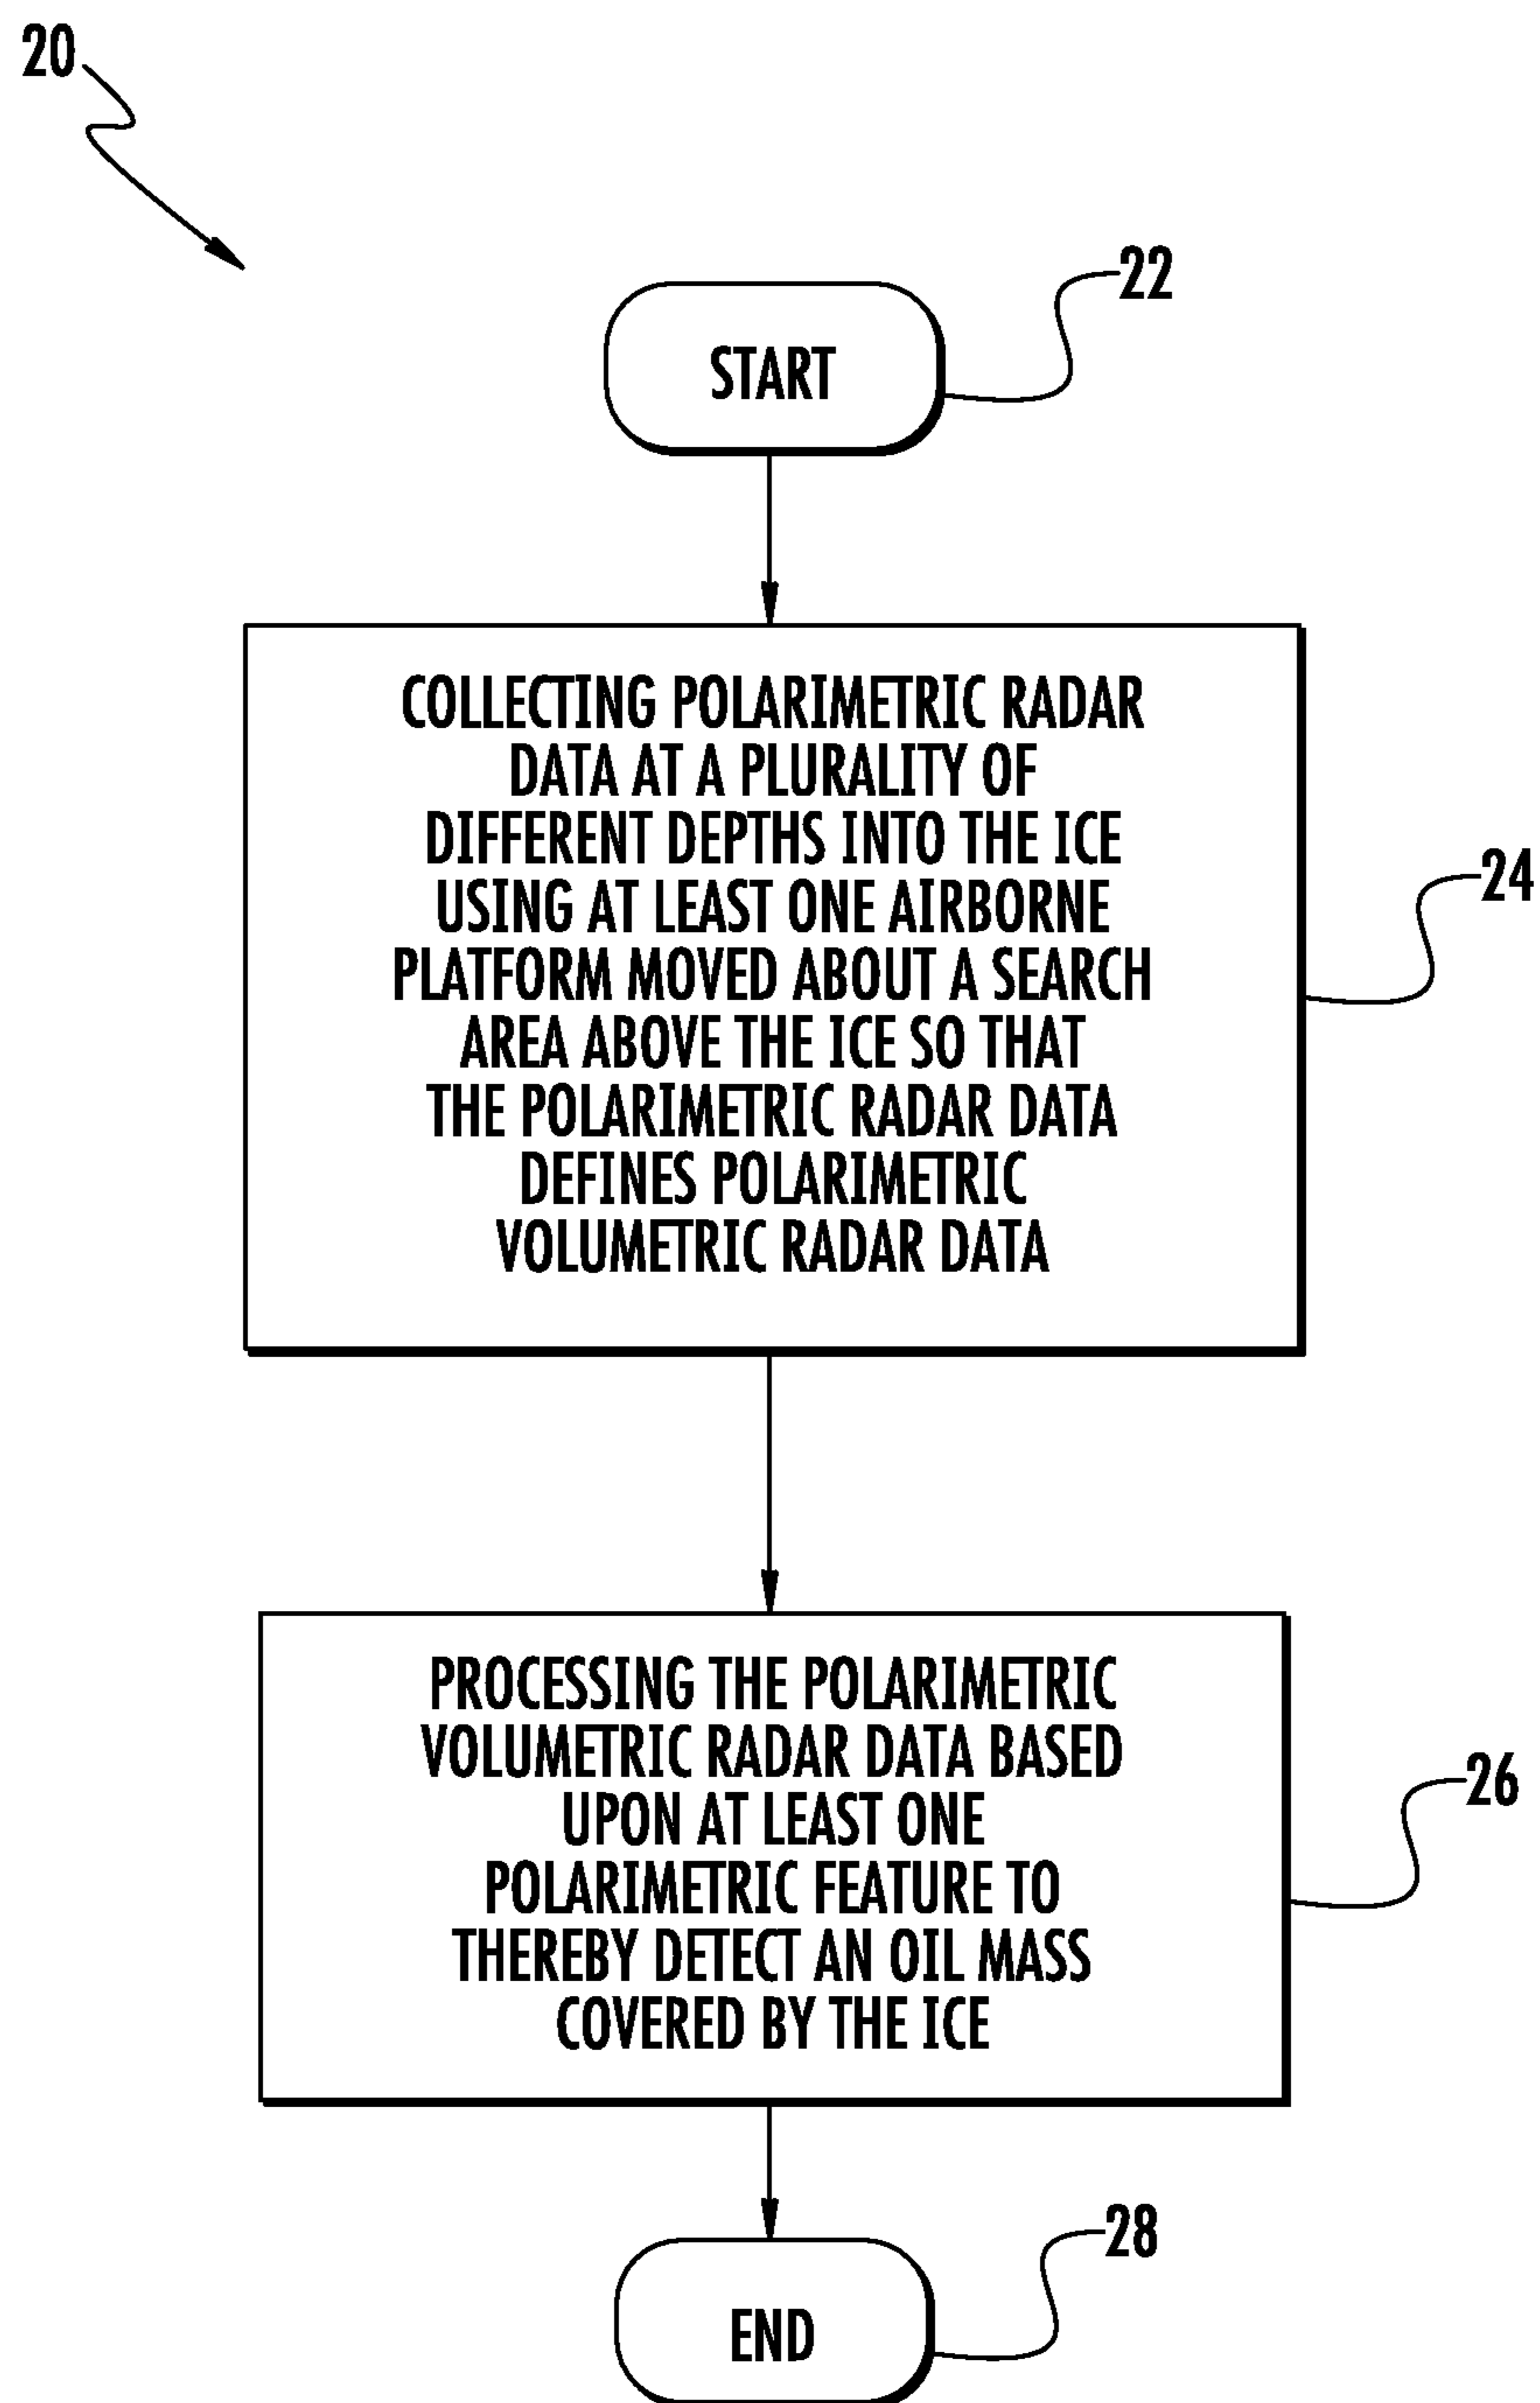 20
22
START
COLLECTING POLARIMETRIC RADAR
DATA AT A PLURALITY OF
DIFFERENT DEPTHS INTO THE ICE
USING AT LEAST ONE AIRBORNE
PLATFORM MOVED ABOUT A SEARCH
AREA ABOVE THE ICE SO THAT
THE POLARIMETRIC RADAR DATA
DEFINES POLARIMETRIC
VOLUMETRIC RADAR DATA
24
PROCESSING THE POLARIMETRIC
VOLUMETRIC RADAR DATA BASED
UPON AT LEAST ONE
POLARIMETRIC FEATURE TO
THEREBY DETECT AN OIL MASS
COVERED BY THE ICE
26
28
END